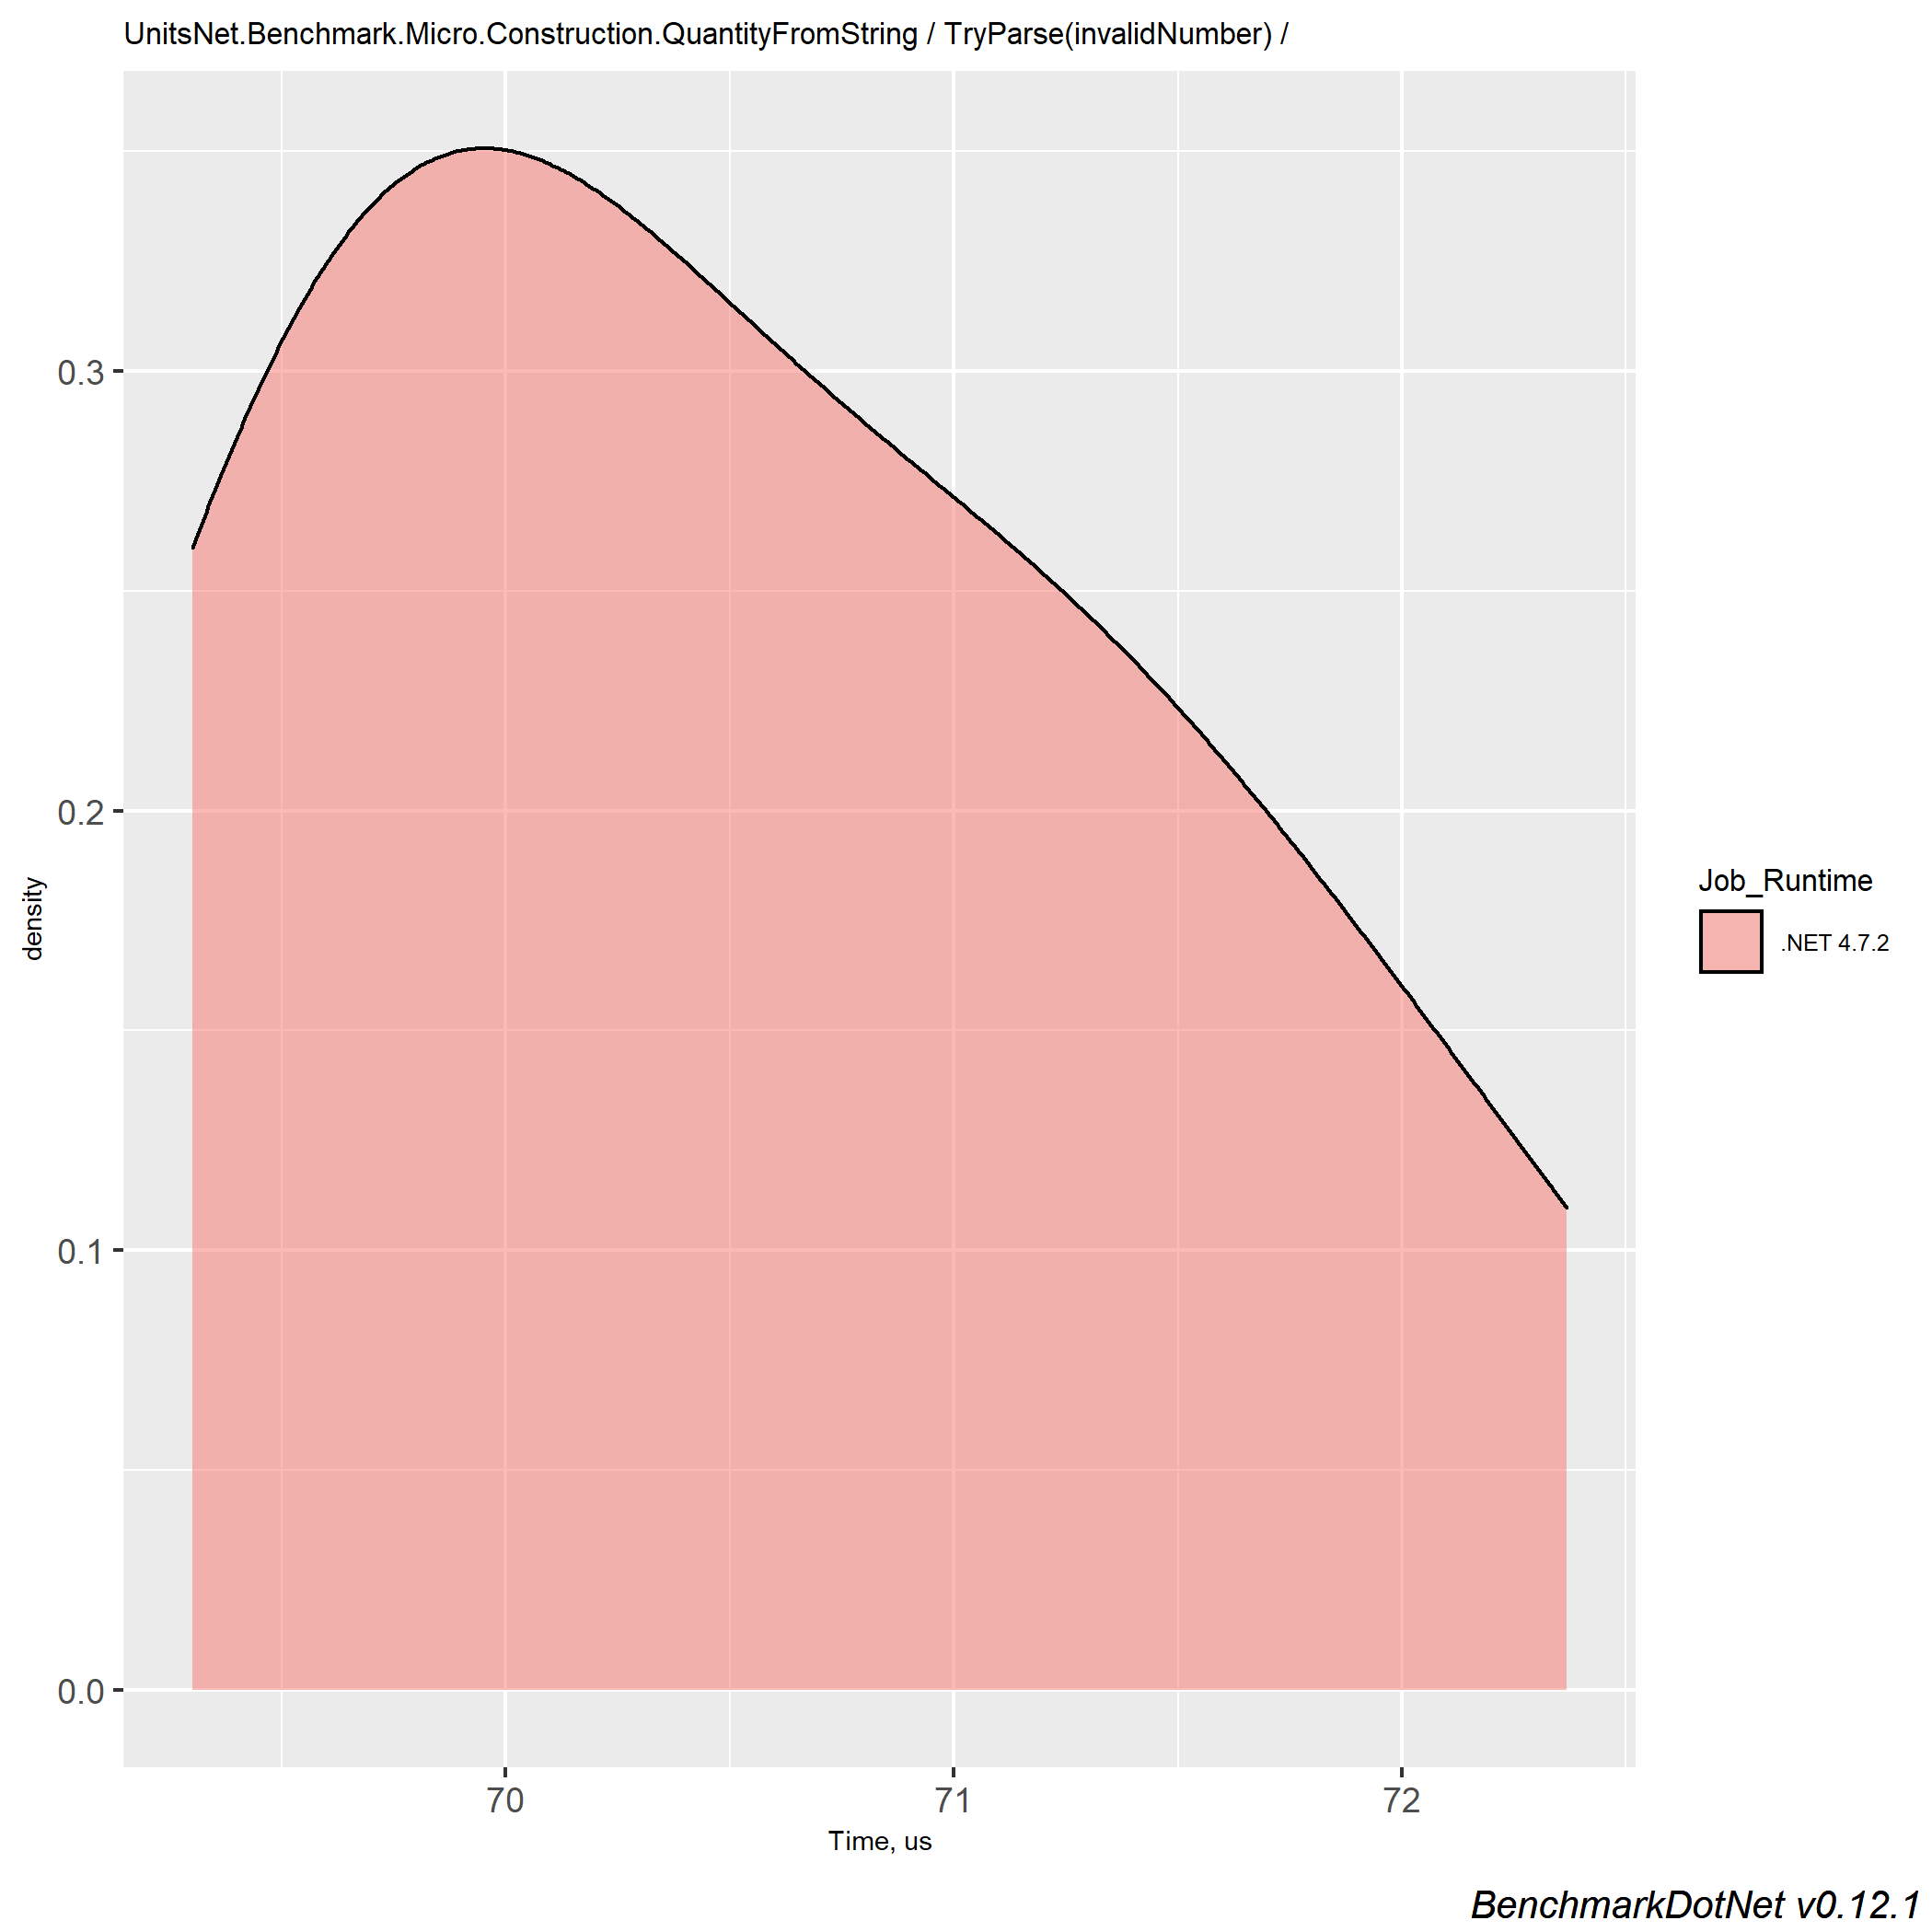 UnitsNet.Benchmark.Micro.Construction.QuantityFromString / TryParse(invalidNumber) /
density
0.3
0.2
0.1
0.0
70 71 72
Time, us
Job_Runtime
.NET 4.7.2
BenchmarkDotNet v0.12.1